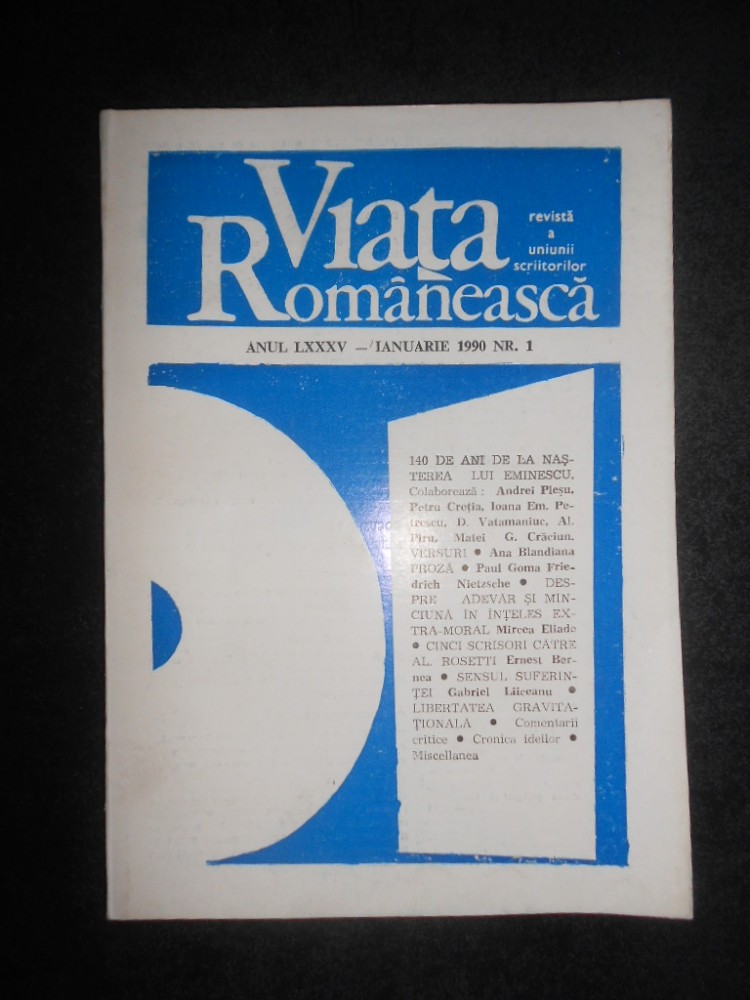 Viața
Românească
revistă
a
uniunii
scriitorilor
ANUL LXXXV — IANUARIE 1990 NR. 1
140 DE ANI DE LA NAȘ-
TEREA LUI EMINESCU.
Colaborează : Andrei Pleșu,
Petru Creția, Ioana Em. Pe-
trescu, D. Vatamaniuc, Al.
Piru, Matei G. Crăciun.
VERSURI • Ana Blandiana
PROZĂ • Paul Goma Frie-
drich Nietzsche • DES-
PRE ADEVĂR ȘI MIN-
CIUNĂ ÎN ÎNȚELES EX-
TRA-MORAL Mircea Eliade
• CINCI SCRISORI CĂTRE
AL. ROSETTI Ernest Ber-
nea • SENSUL SUFERIN-
ȚEI Gabriel Liiceanu •
LIBERTATEA GRAVITA-
ȚIONALĂ • Comentarii
critice • Cronica ideilor •
Miscellanea